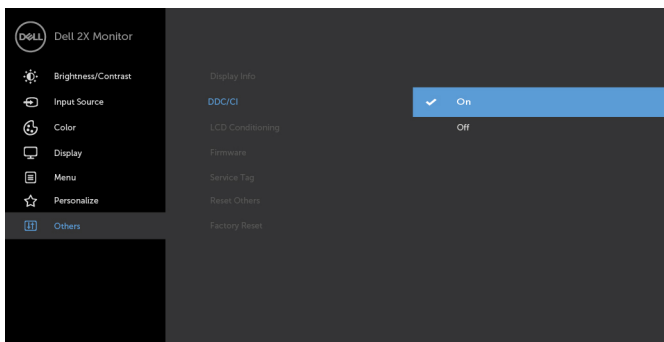 DELL
Dell 2X Monitor
Brightness/Contrast
Input Source
Color
Display
Menu
Personalize
Others
Display Info
DDC/CI
LCD Conditioning
Firmware
Service Tag
Reset Others
Factory Reset
On
Off